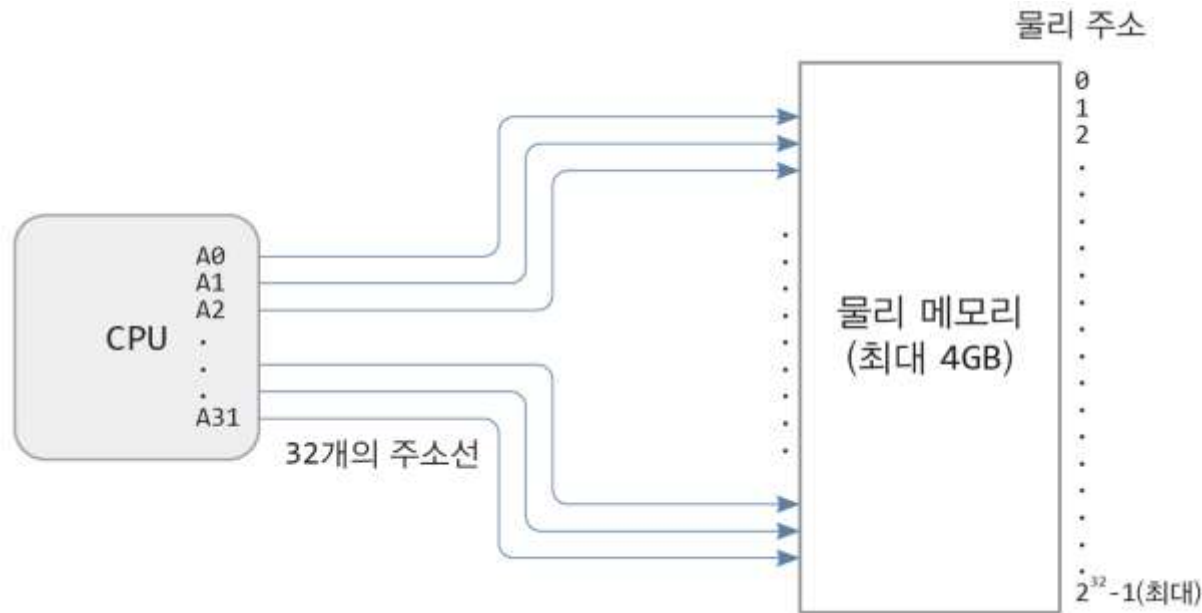 물리 주소
0
1
2
A0
A1
A2
CPU
A31
32개의 주소선
물리 메모리
(최대 4GB)
2³²-1(최대)